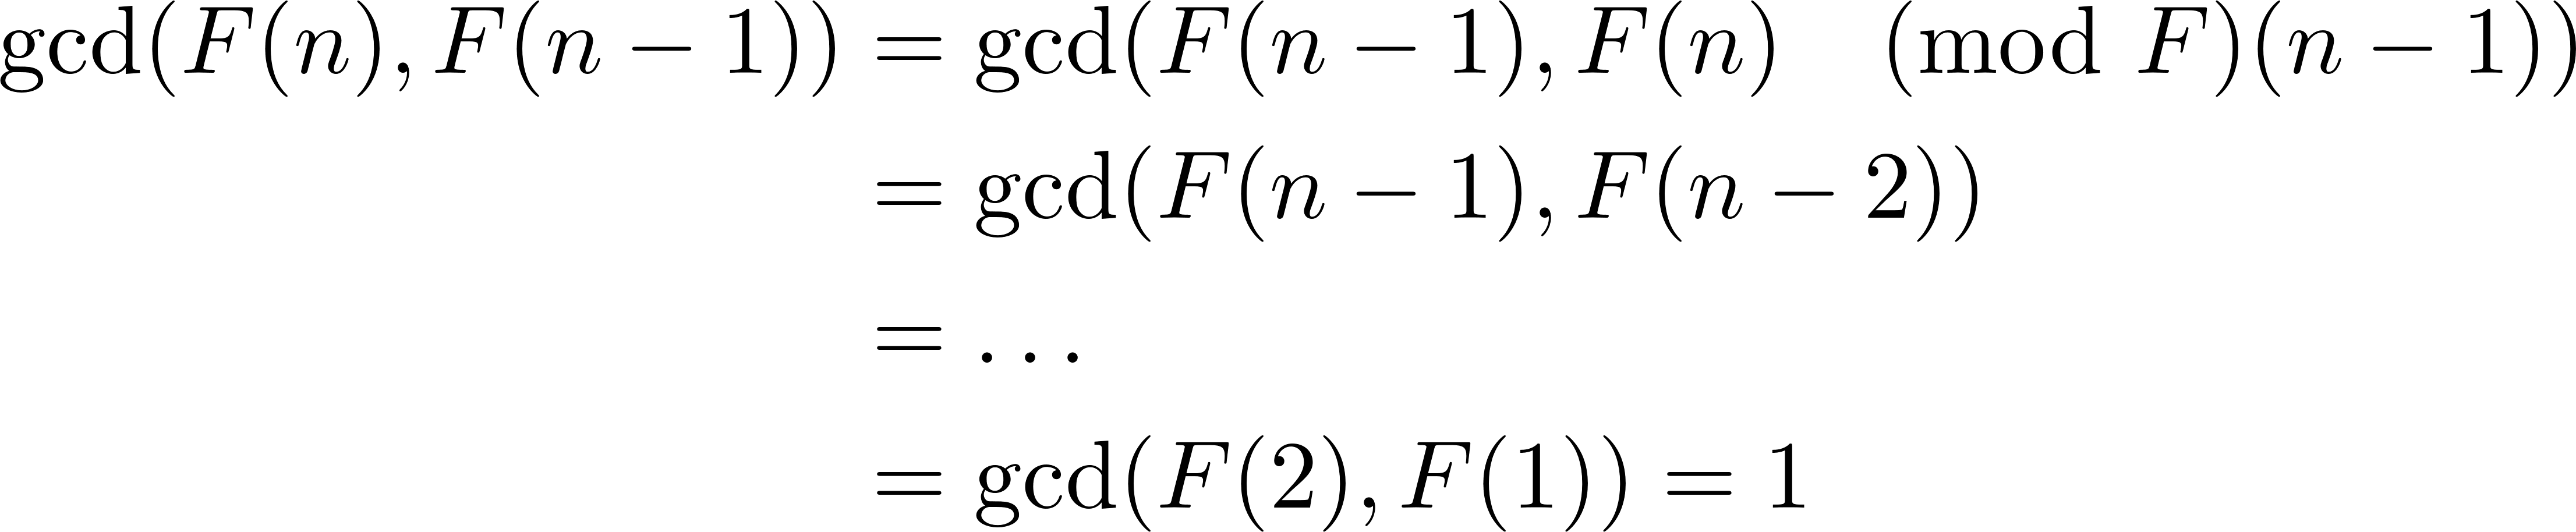 gcd(F(n), F(n − 1)) = gcd(F(n − 1), F(n) (mod F)(n − 1))
= gcd(F(n − 1), F(n − 2))
= ...
= gcd(F(2), F(1)) = 1